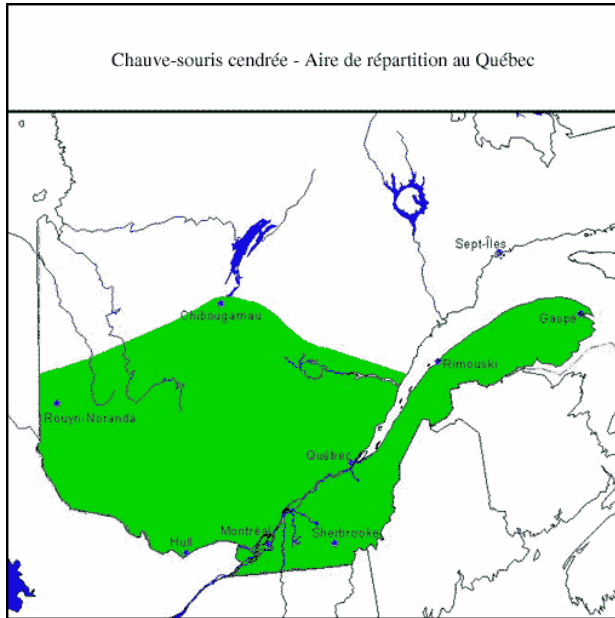 Chauve-souris cendrée - Aire de répartition au Québec
Sept-Îles
Chibougamau
Gaspé
Rimouski
Rouyn-Noranda
Québec
Montréal
Sherbrooke
Hull